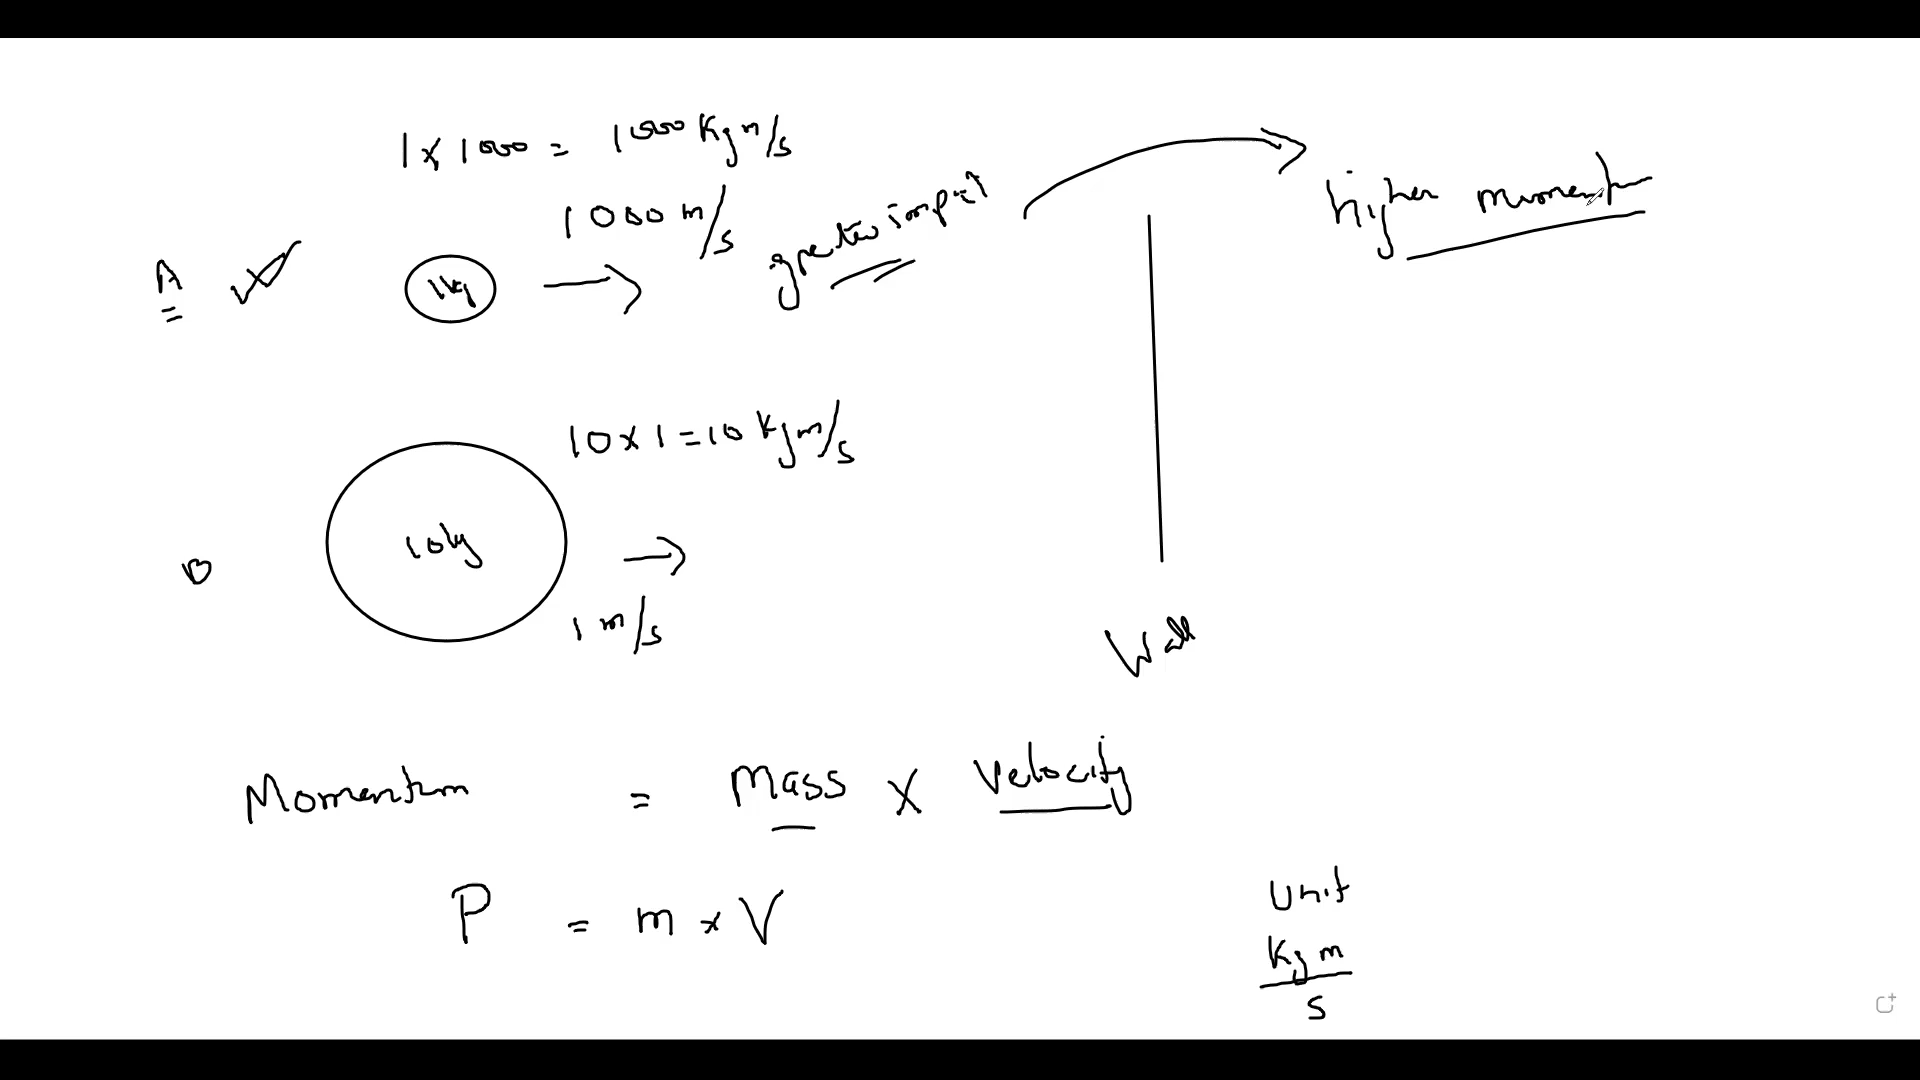 1 x 1000 = 1000 Kg m/s
1000 m/s
greater impact
higher momentum
A
1kg
10 x 1 = 10 kgm/s
10kg
B
1 m/s
Wall
Momentum = Mass x Velocity
P = m x V
Unit
Kg m
s